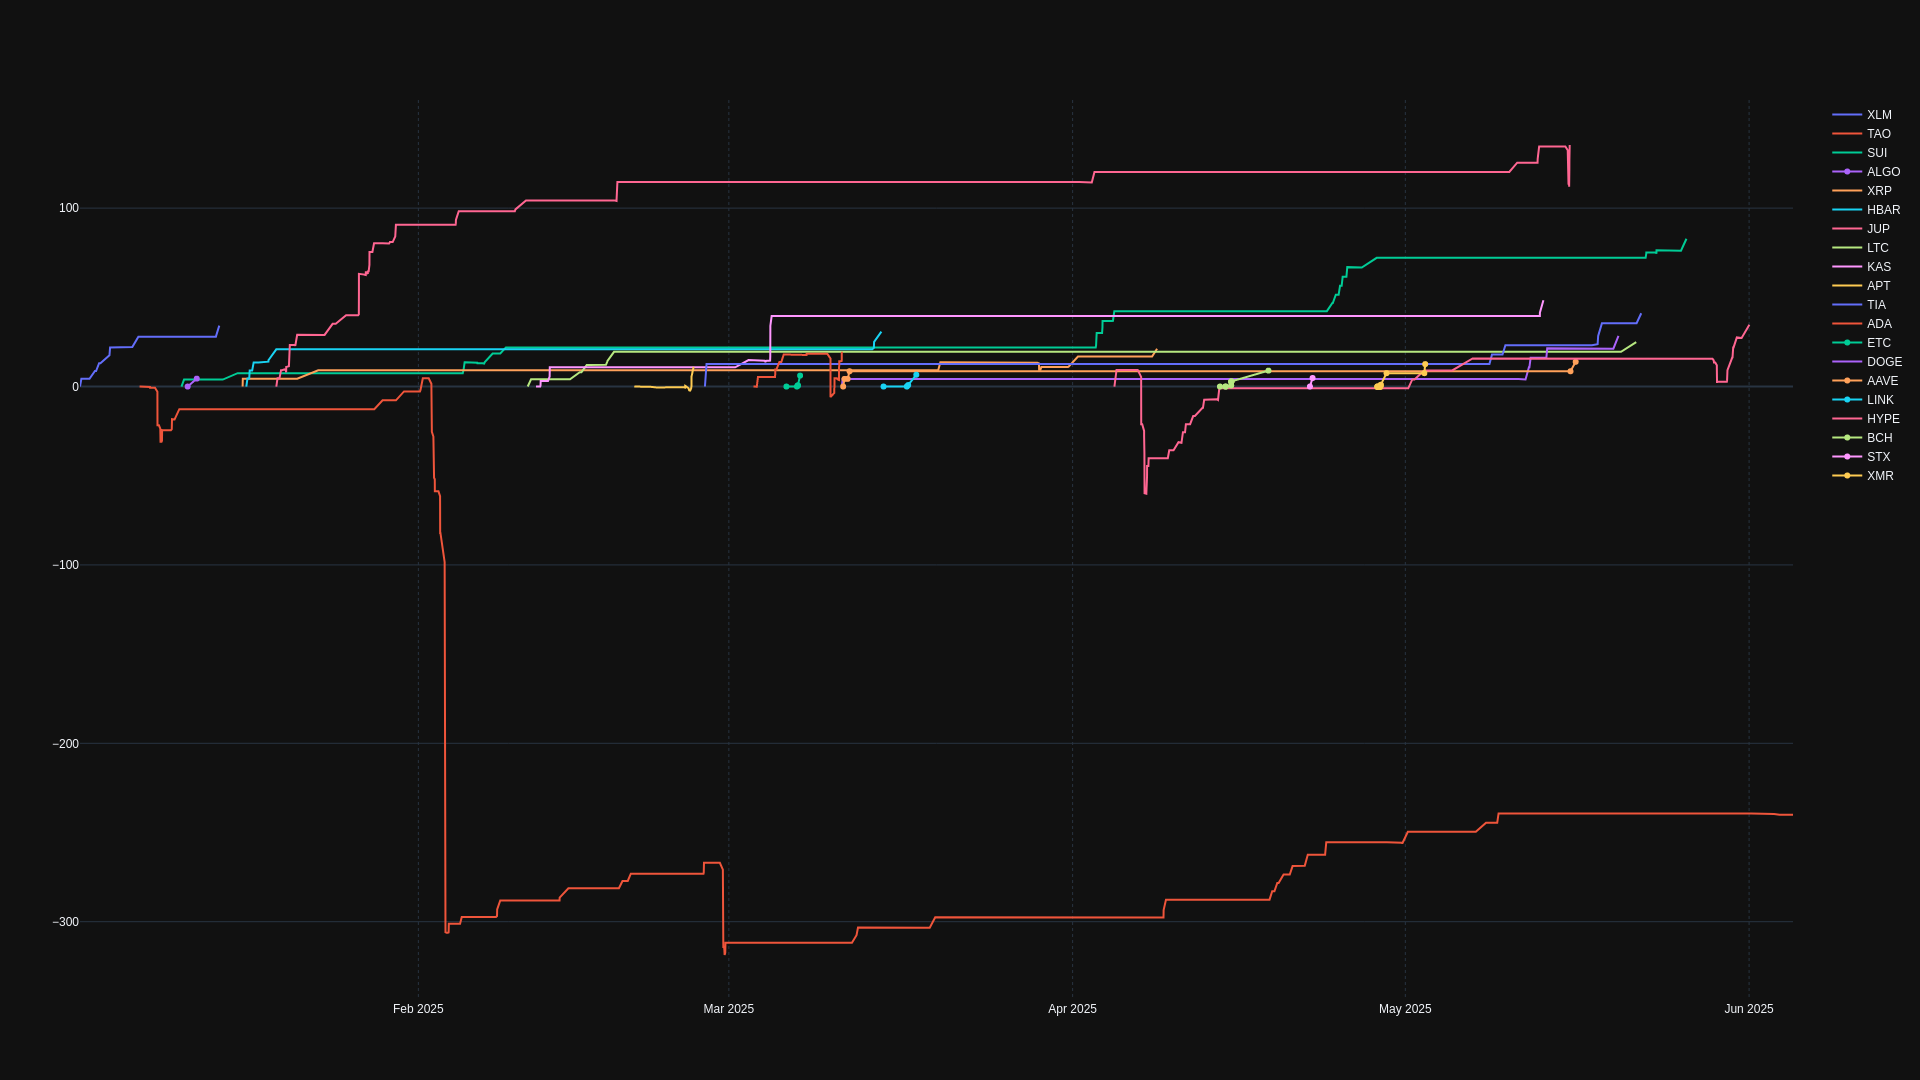 100
0
−100
−200
−300
Feb 2025
Mar 2025
Apr 2025
May 2025
Jun 2025
XLM
TAO
SUI
ALGO
XRP
HBAR
JUP
LTC
KAS
APT
TIA
ADA
ETC
DOGE
AAVE
LINK
HYPE
BCH
STX
XMR